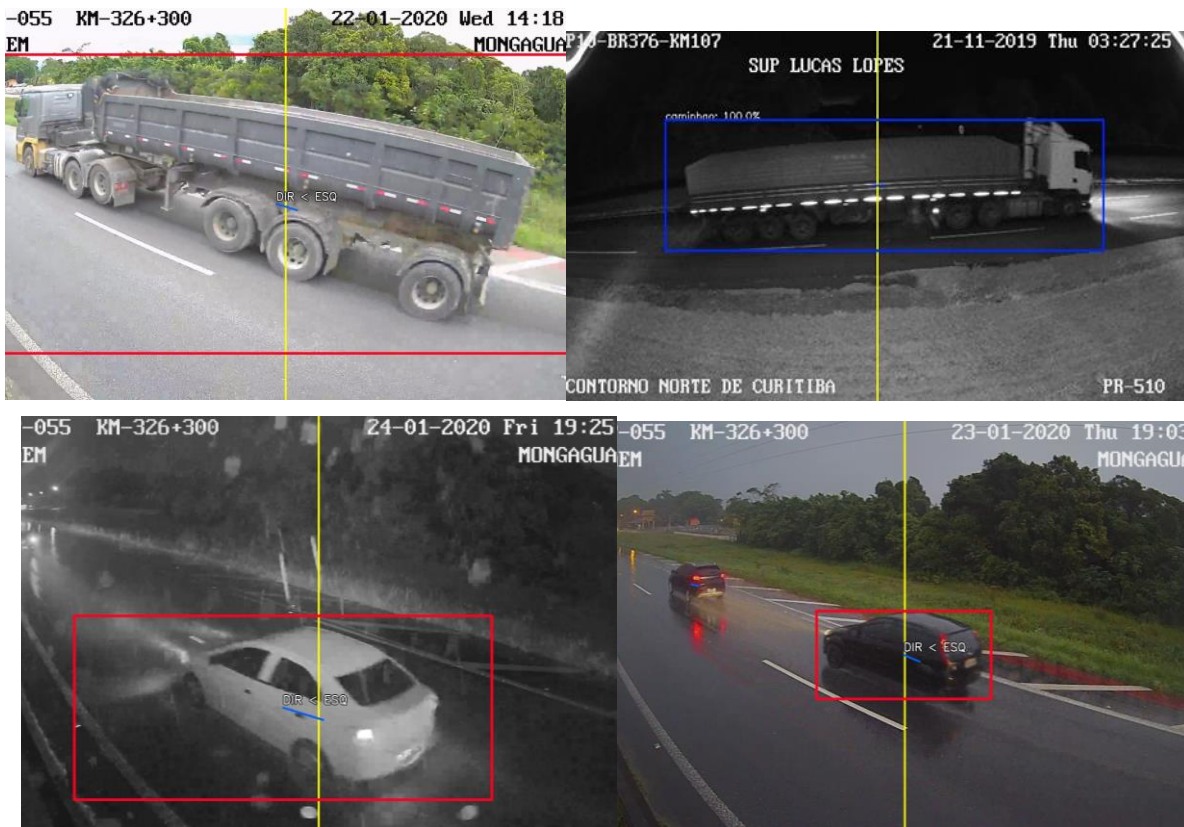 -055 KM-326+300 22-01-2020 Wed 14:18
EM MONGAGUA
DIR < ESQ
P10-BR376-KM107 21-11-2019 Thu 03:27:25
SUP LUCAS LOPES
caminhao: 100.0%
CONTORNO NORTE DE CURITIBA PR-510
-055 KM-326+300 24-01-2020 Fri 19:25
EM MONGAGUA
DIR < ESQ
-055 KM-326+300 23-01-2020 Thu 19:03
EM MONGAGUA
DIR < ESQ